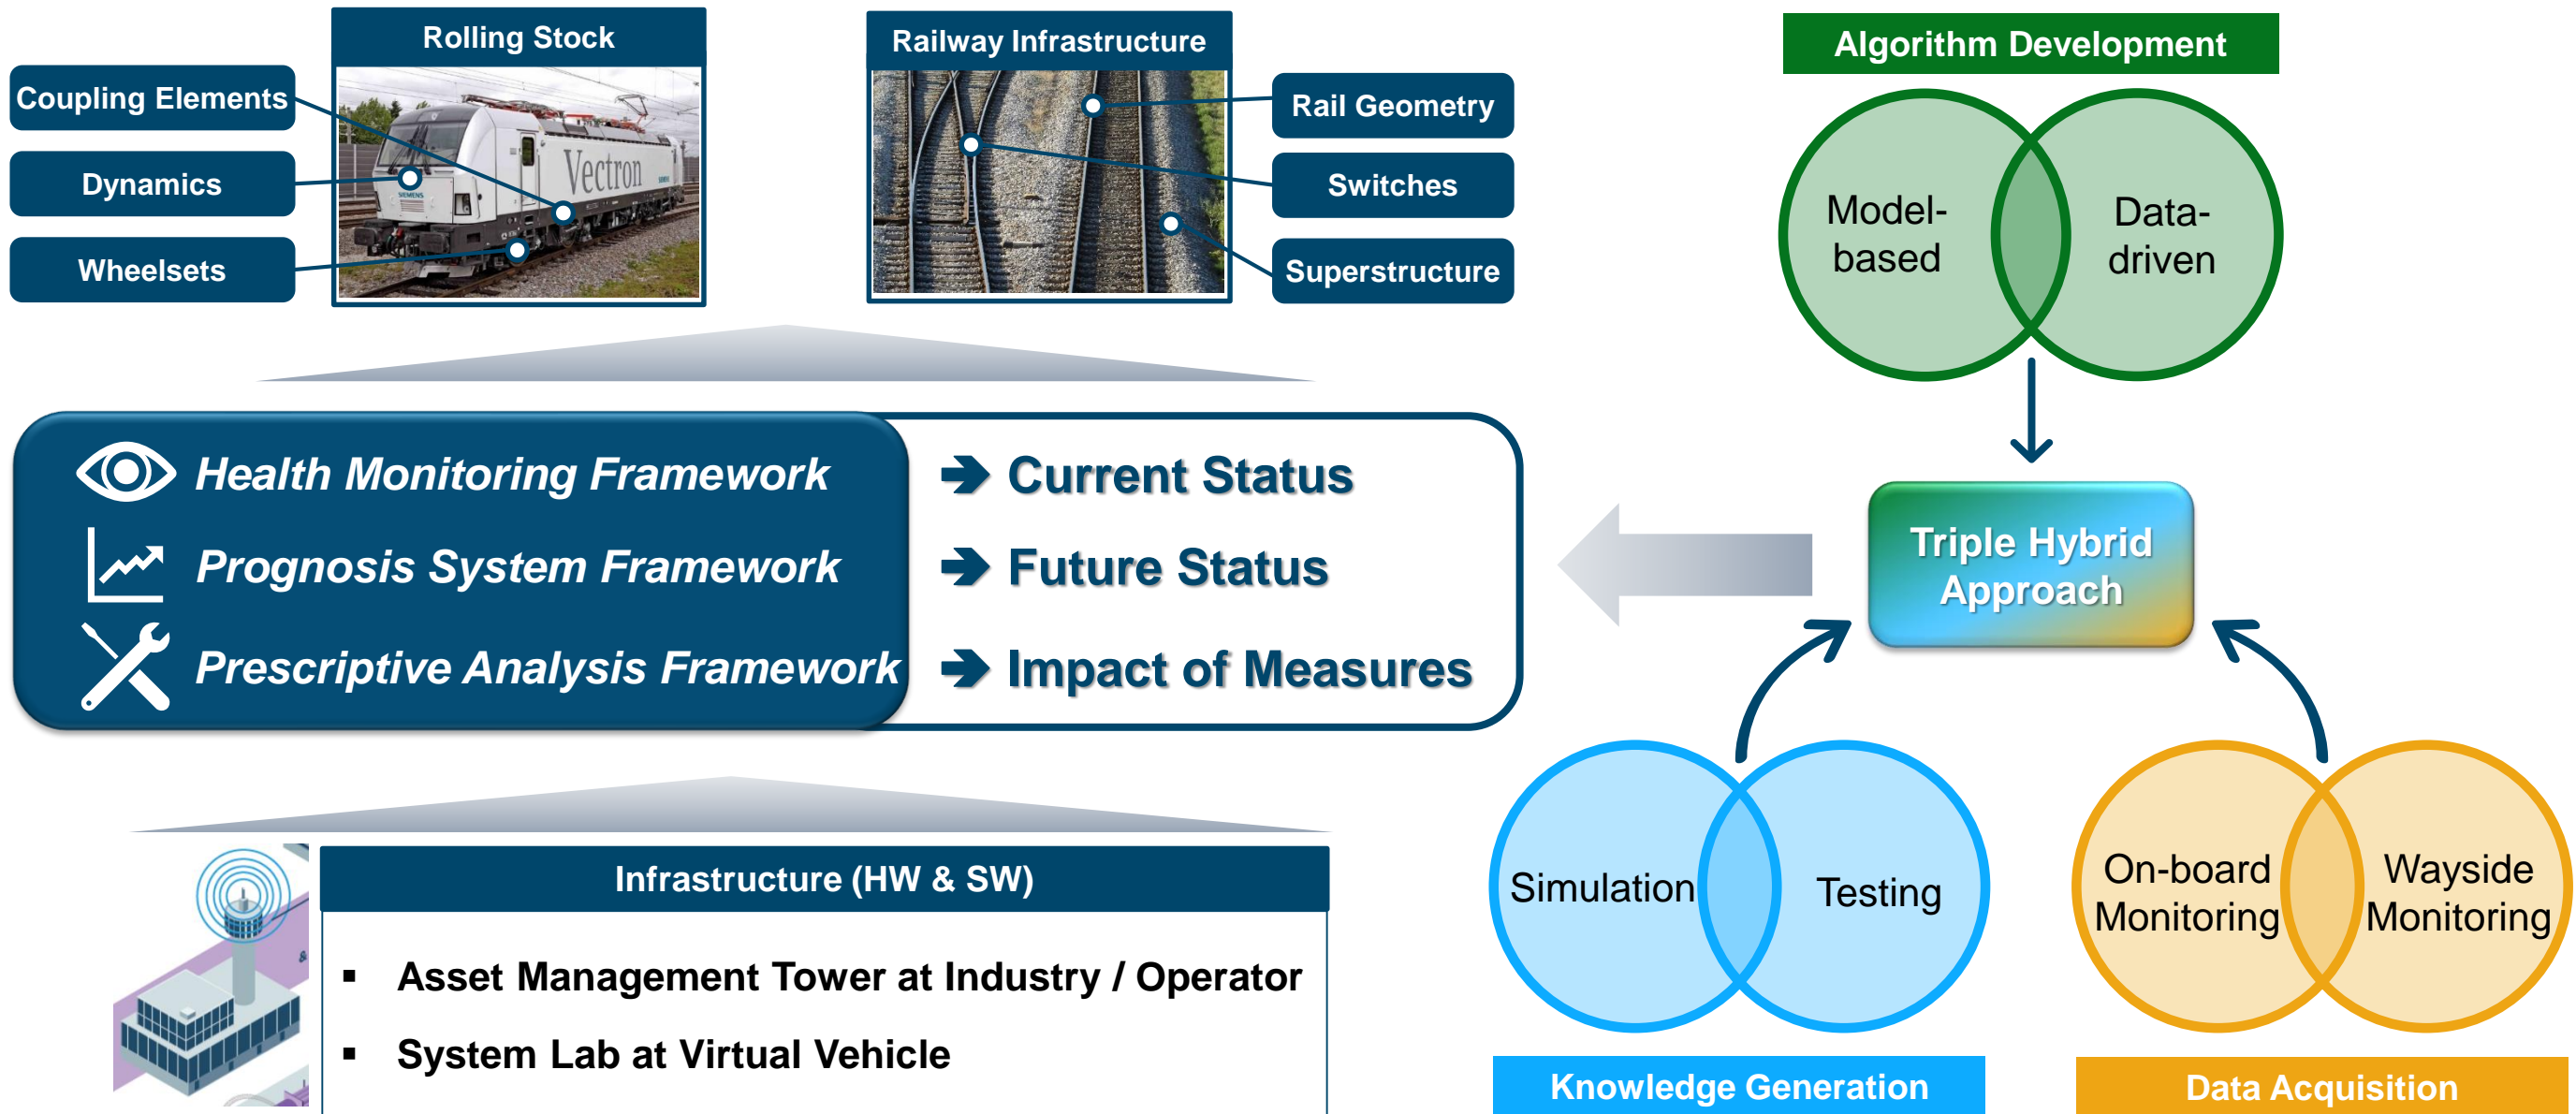 Rolling Stock
Coupling Elements
Dynamics
Wheelsets
Vectron
SIEMENS
Railway Infrastructure
Rail Geometry
Switches
Superstructure
Algorithm Development
Model-
based
Data-
driven
Health Monitoring Framework
Current Status
Prognosis System Framework
Future Status
Prescriptive Analysis Framework
Impact of Measures
Triple Hybrid
Approach
Infrastructure (HW & SW)
▪ Asset Management Tower at Industry / Operator
▪ System Lab at Virtual Vehicle
&
Simulation
Testing
Knowledge Generation
On-board
Monitoring
Wayside
Monitoring
Data Acquisition